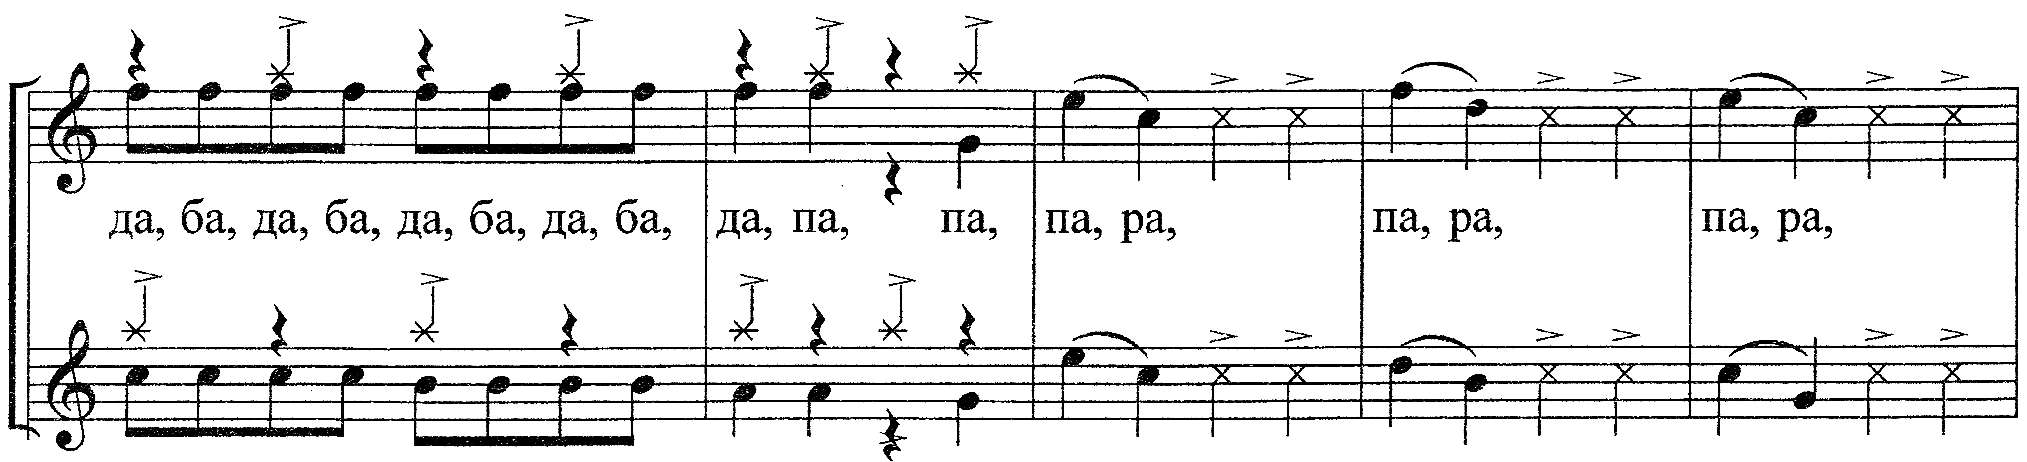 да, ба, да, ба, да, ба, да, ба, да, па, па, па, ра, па, ра, па, ра,